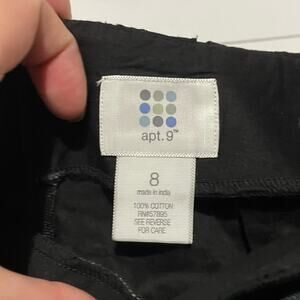 apt.9™
8
made in india
100% COTTON
RN#57895
SEE REVERSE
FOR CARE